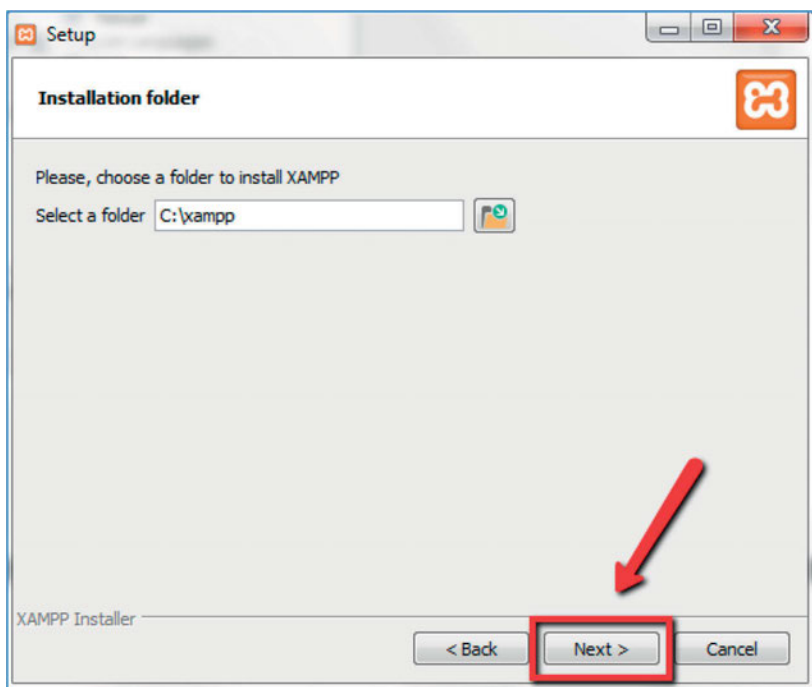 Setup
Installation folder
Please, choose a folder to install XAMPP
Select a folder C:\xampp
XAMPP Installer
< Back Next > Cancel